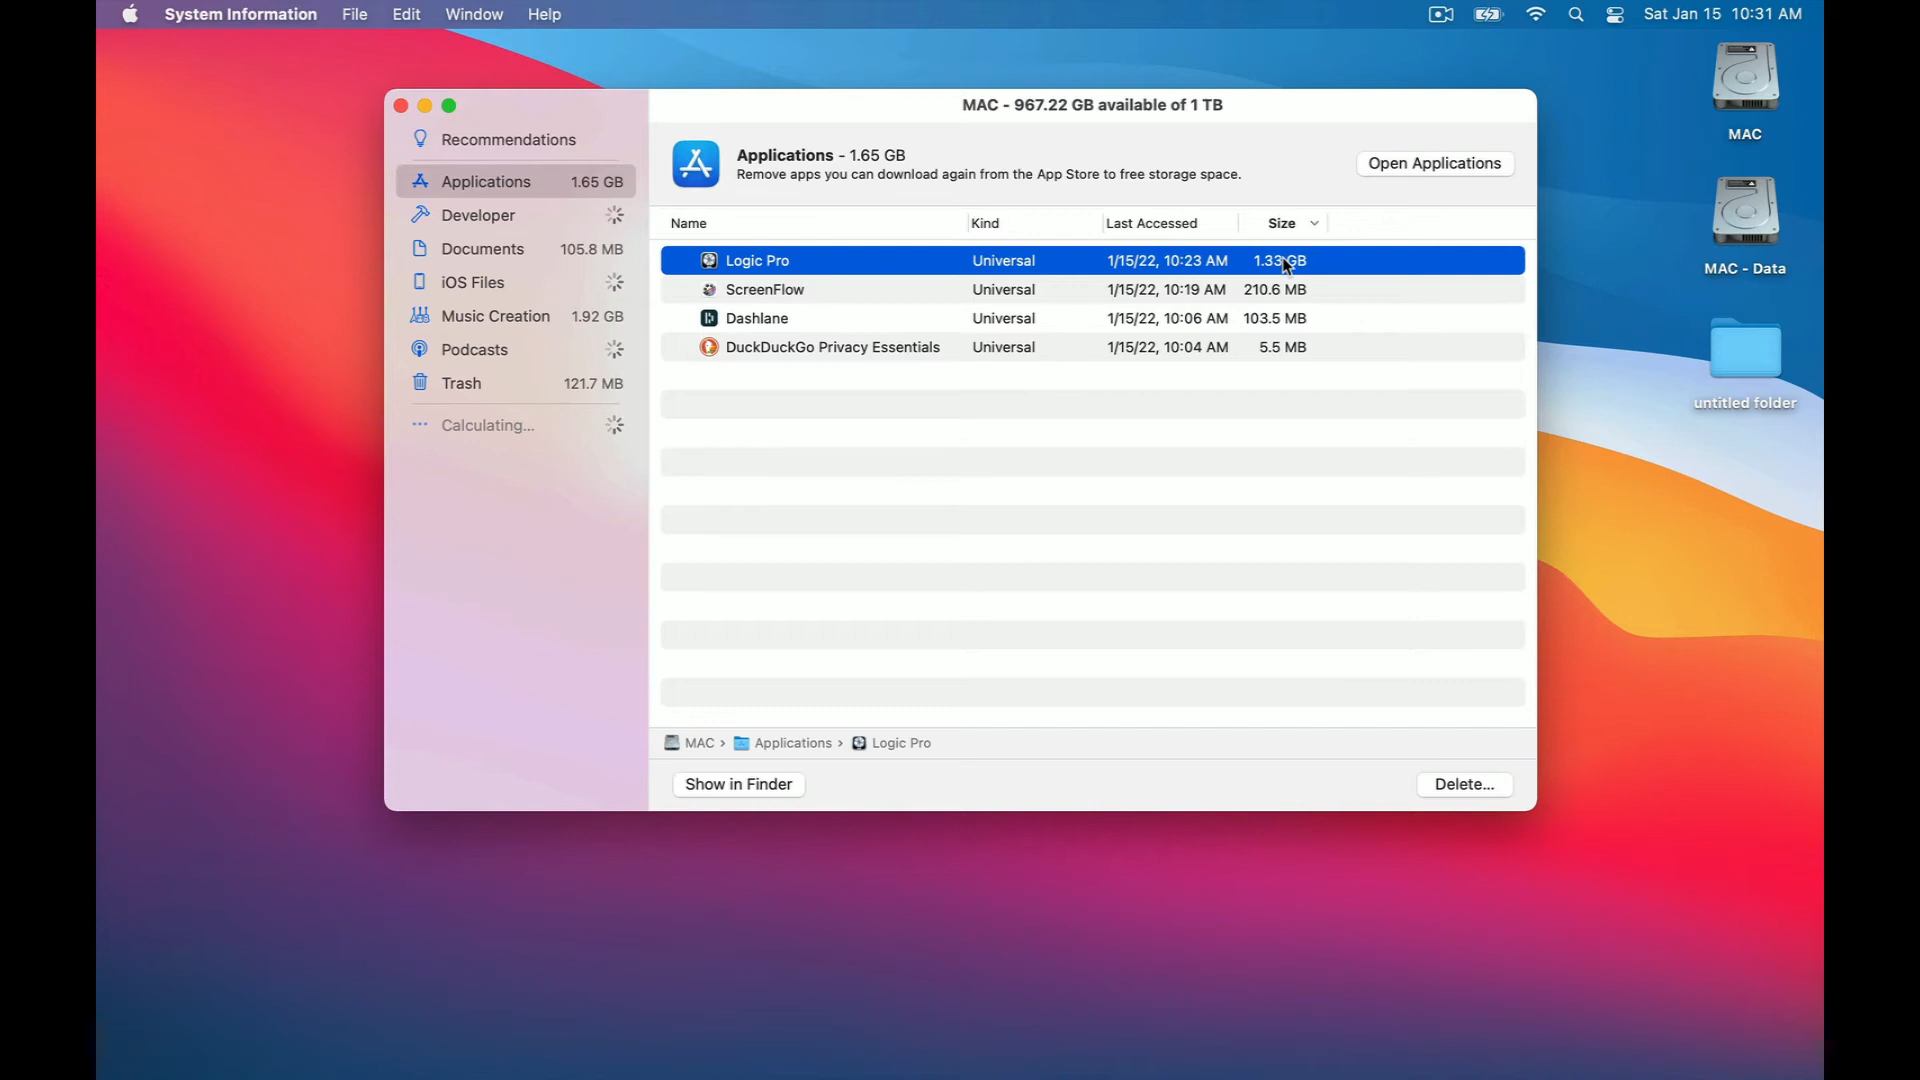 System Information File Edit Window Help Sat Jan 15 10:31 AM
MAC - 967.22 GB available of 1 TB
Recommendations
Applications 1.65 GB
Developer
Documents 105.8 MB
iOS Files
Music Creation 1.92 GB
Podcasts
Trash 121.7 MB
Calculating...
Applications - 1.65 GB
Remove apps you can download again from the App Store to free storage space.
Open Applications
Name Kind Last Accessed Size
Logic Pro Universal 1/15/22, 10:23 AM 1.33 GB
ScreenFlow Universal 1/15/22, 10:19 AM 210.6 MB
Dashlane Universal 1/15/22, 10:06 AM 103.5 MB
DuckDuckGo Privacy Essentials Universal 1/15/22, 10:04 AM 5.5 MB
MAC › Applications › Logic Pro
Show in Finder Delete...
MAC
MAC - Data
untitled folder